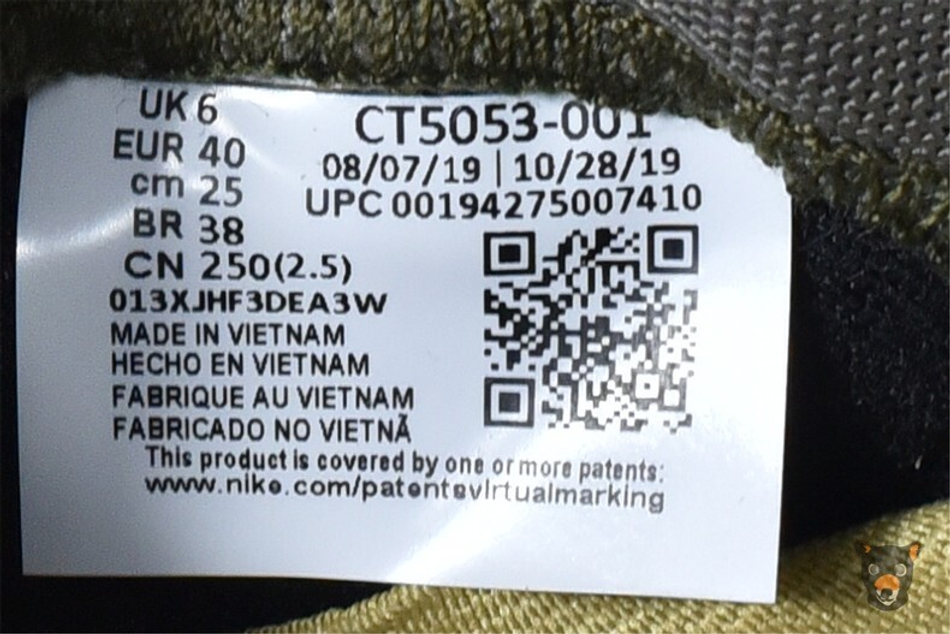 UK 6
EUR 40
cm 25
BR 38
CN 250(2.5)
013XJHF3DEA3W
MADE IN VIETNAM
HECHO EN VIETNAM
FABRIQUE AU VIETNAM
FABRICADO NO VIETNÃ
CT5053-001
08/07/19 | 10/28/19
UPC 00194275007410
This product is covered by one or more patents:
www.nike.com/patentsvirtualmarking